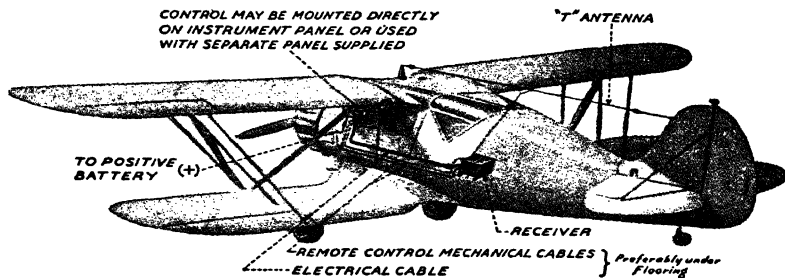 CONTROL MAY BE MOUNTED DIRECTLY
ON INSTRUMENT PANEL OR USED
WITH SEPARATE PANEL SUPPLIED
"T" ANTENNA
TO POSITIVE (+)
BATTERY
RECEIVER
REMOTE CONTROL MECHANICAL CABLES
ELECTRICAL CABLE
} Preferably under
Flooring